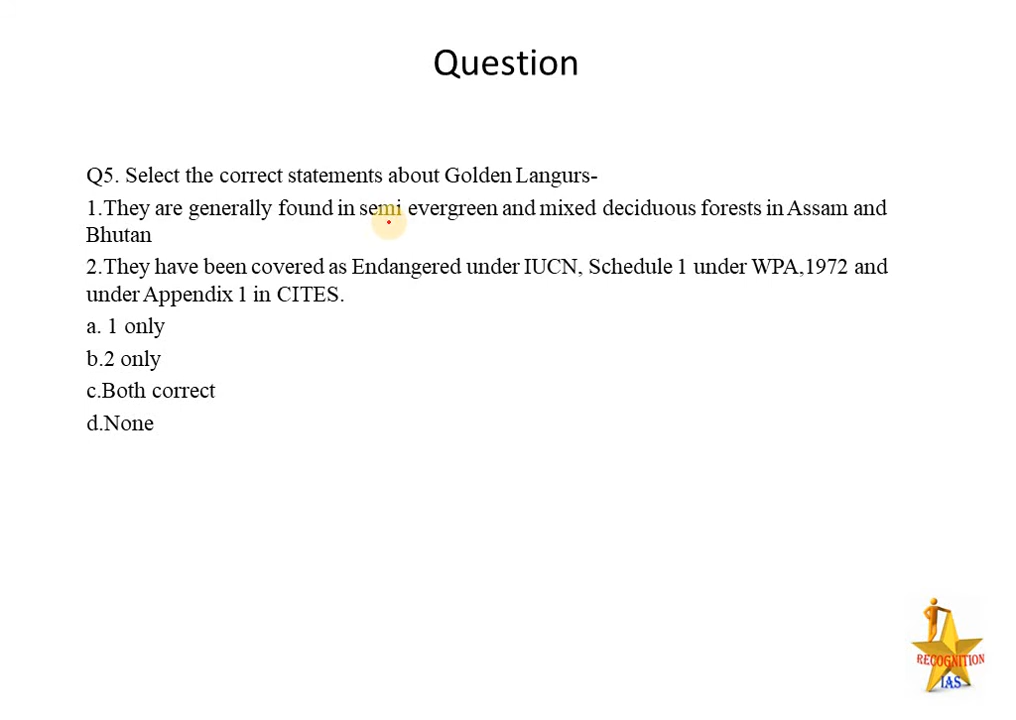 Question
Q5. Select the correct statements about Golden Langurs-
1.They are generally found in semi evergreen and mixed deciduous forests in Assam and
Bhutan
2.They have been covered as Endangered under IUCN, Schedule 1 under WPA,1972 and
under Appendix 1 in CITES.
a. 1 only
b.2 only
c.Both correct
d.None
RECOGNITION
IAS